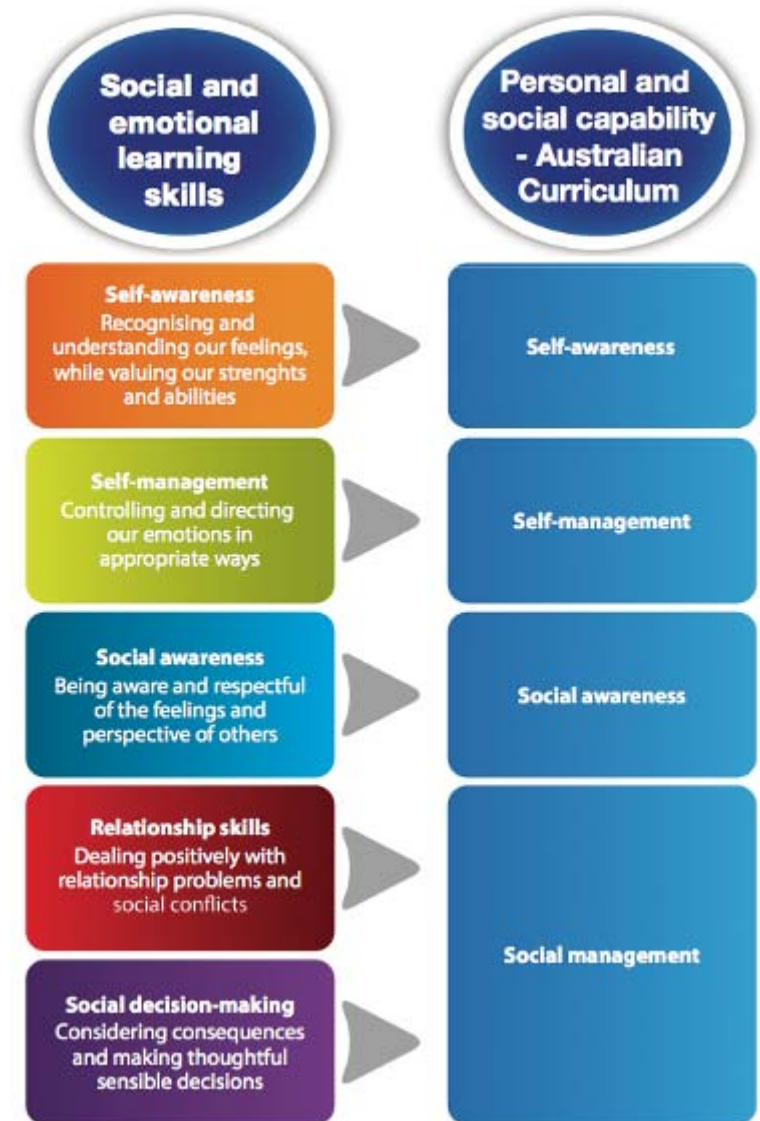 Social and
emotional
learning
skills
Personal and
social capability
- Australian
Curriculum
Self-awareness
Recognising and
understanding our feelings,
while valuing our strenghts
and abilities
Self-awareness
Self-management
Controlling and directing
our emotions in
appropriate ways
Self-management
Social awareness
Being aware and respectful
of the feelings and
perspective of others
Social awareness
Relationship skills
Dealing positively with
relationship problems and
social conflicts
Social decision-making
Considering consequences
and making thoughtful
sensible decisions
Social management